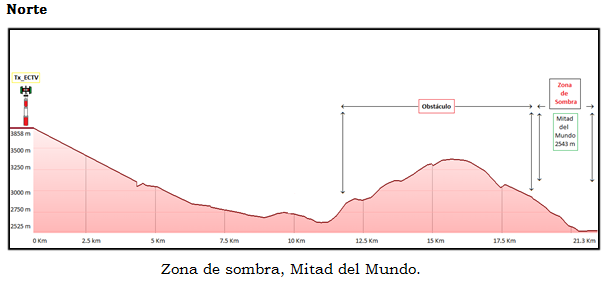 Norte
Tx_ECTV
Zona
de
Sombra
Obstáculo
Mitad
del
Mundo
2543 m
3858 m
3500 m
3250 m
3000 m
2750 m
2525 m
0 Km
2.5 km
5 Km
7.5 Km
10 Km
12.5 Km
15 Km
17.5 Km
21.3 Km
Zona de sombra, Mitad del Mundo.